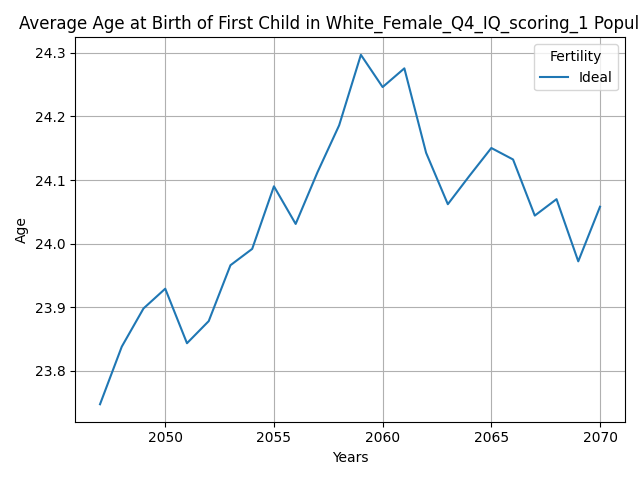 Average Age at Birth of First Child in White_Female_Q4_IQ_scoring_1 Popul
24.3
24.2
24.1
24.0
23.9
23.8
Age
Fertility
Ideal
2050 2055 2060 2065 2070
Years